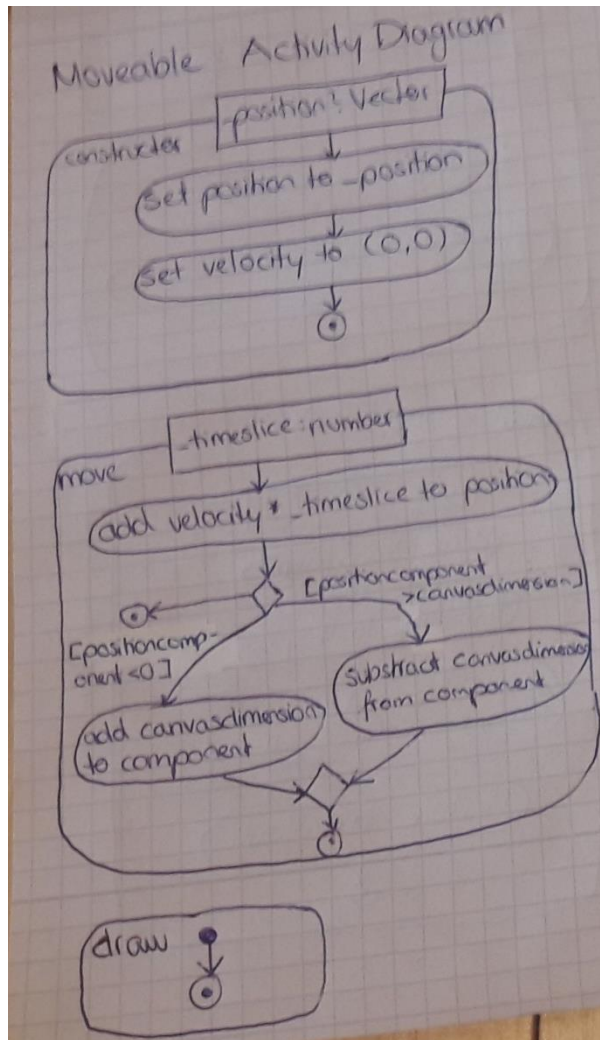 Moveable Activity Diagram
_position: Vector
constructer
set position to _position
set velocity to (0,0)
_timeslice: number
move
add velocity * _timeslice to position
[positioncomponent
>canvasdimension]
[positioncomp-
onent<0]
substract canvasdimension
from component
add canvasdimension
to component
draw